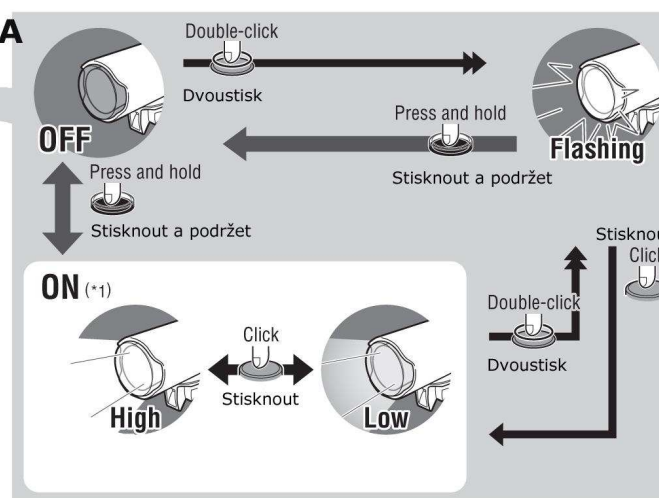 A
Double-click
Dvoustisk
OFF
Press and hold
Stisknout a podržet
Flashing
Press and hold
Stisknout a podržet
ON (*1)
High
Click
Stisknout
Low
Double-click
Dvoustisk
Click